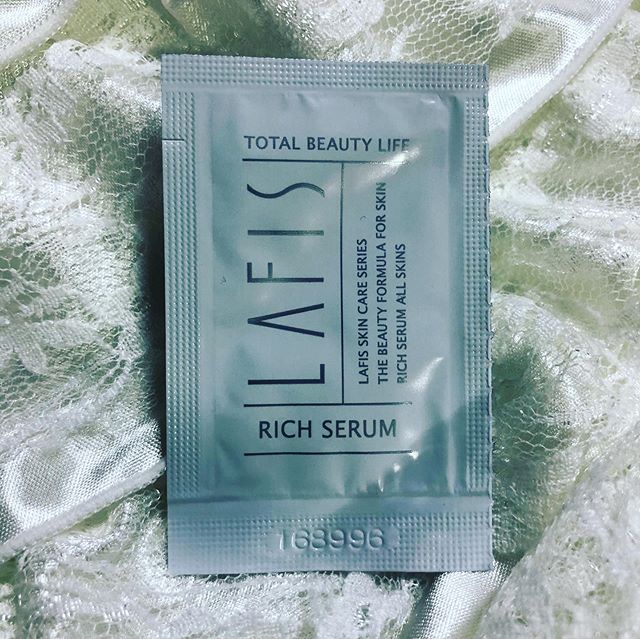 TOTAL BEAUTY LIFE
LAFIS
LAFIS SKIN CARE SERIES
THE BEAUTY FORMULA FOR SKIN
RICH SERUM ALL SKINS
RICH SERUM
168996